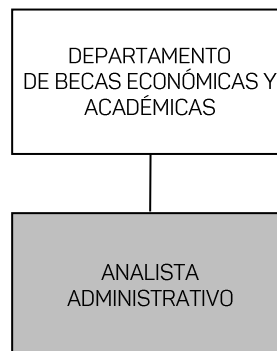 DEPARTAMENTO
DE BECAS ECONÓMICAS Y
ACADÉMICAS
ANALISTA
ADMINISTRATIVO